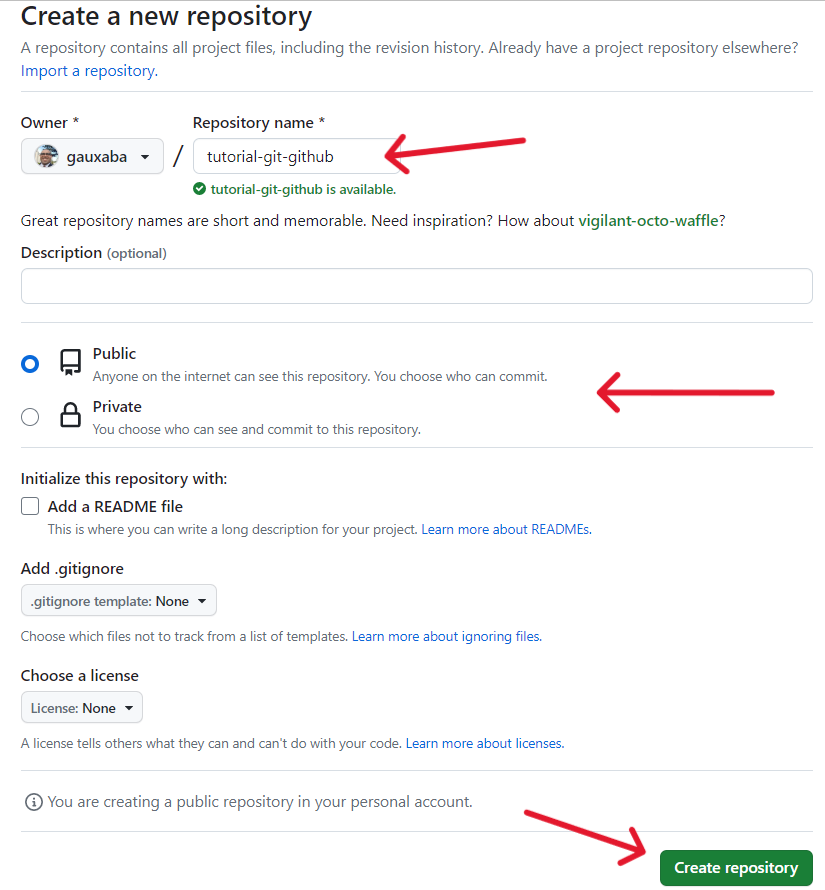 Create a new repository
A repository contains all project files, including the revision history. Already have a project repository elsewhere?
Import a repository.
Owner *
Repository name *
gauxaba
/
tutorial-git-github
tutorial-git-github is available.
Great repository names are short and memorable. Need inspiration? How about vigilant-octo-waffle?
Description (optional)
Public
Anyone on the internet can see this repository. You choose who can commit.
Private
You choose who can see and commit to this repository.
Initialize this repository with:
Add a README file
This is where you can write a long description for your project. Learn more about READMEs.
Add .gitignore
.gitignore template: None
Choose which files not to track from a list of templates. Learn more about ignoring files.
Choose a license
License: None
A license tells others what they can and can't do with your code. Learn more about licenses.
You are creating a public repository in your personal account.
Create repository